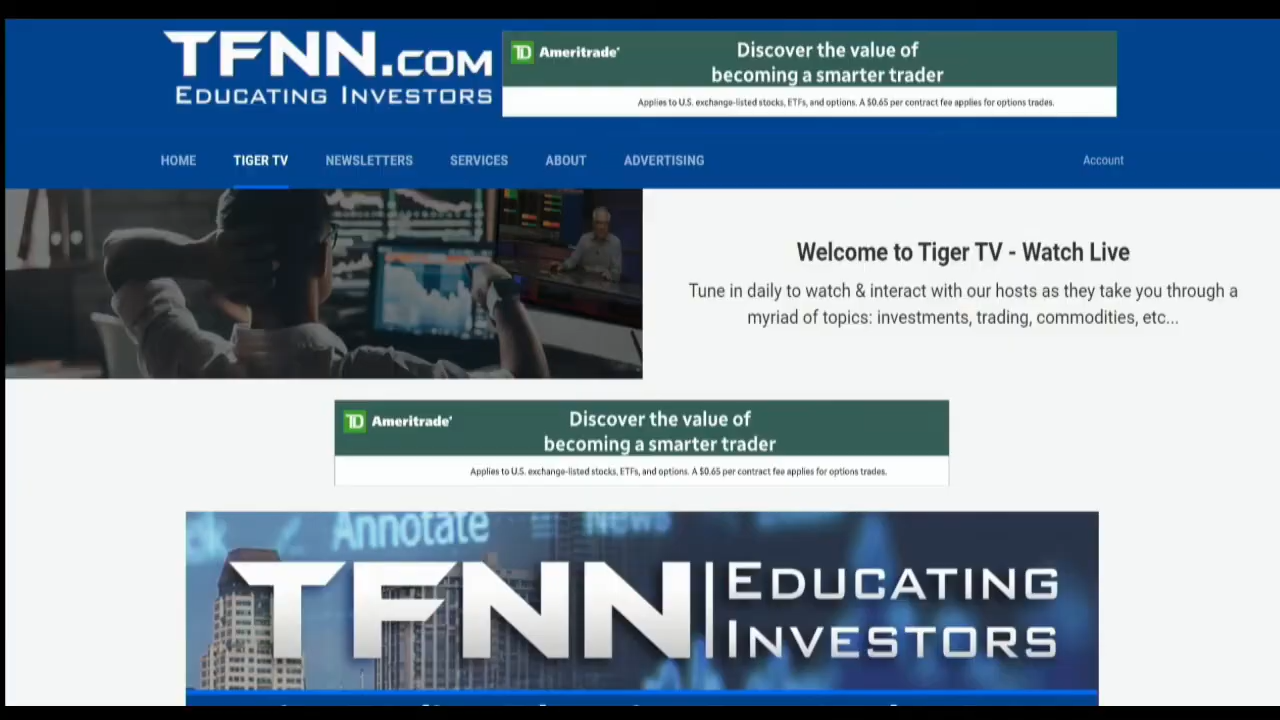 TFNN.COM
EDUCATING INVESTORS
TD Ameritrade
Discover the value of
becoming a smarter trader
Applies to U.S. exchange-listed stocks, ETFs, and options. A $0.65 per contract fee applies for options trades.
HOME TIGER TV NEWSLETTERS SERVICES ABOUT ADVERTISING Account
Welcome to Tiger TV - Watch Live
Tune in daily to watch & interact with our hosts as they take you through a
myriad of topics: investments, trading, commodities, etc...
TD Ameritrade
Discover the value of
becoming a smarter trader
Applies to U.S. exchange-listed stocks, ETFs, and options. A $0.65 per contract fee applies for options trades.
Annotate News
TFNN EDUCATING
INVESTORS